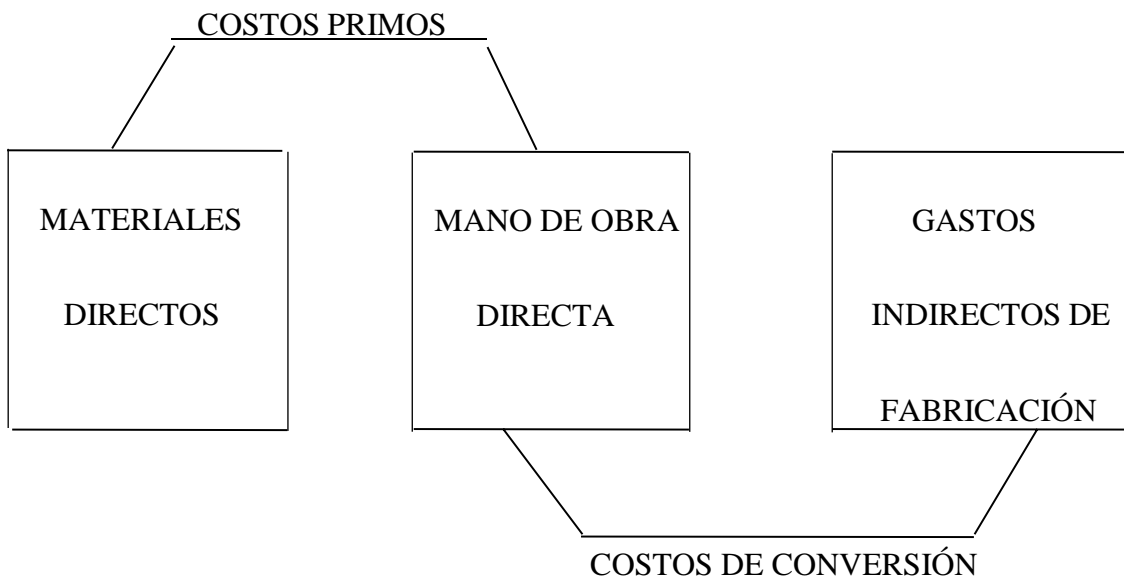 COSTOS PRIMOS
MATERIALES
DIRECTOS
MANO DE OBRA
DIRECTA
GASTOS
INDIRECTOS DE
FABRICACIÓN
COSTOS DE CONVERSIÓN